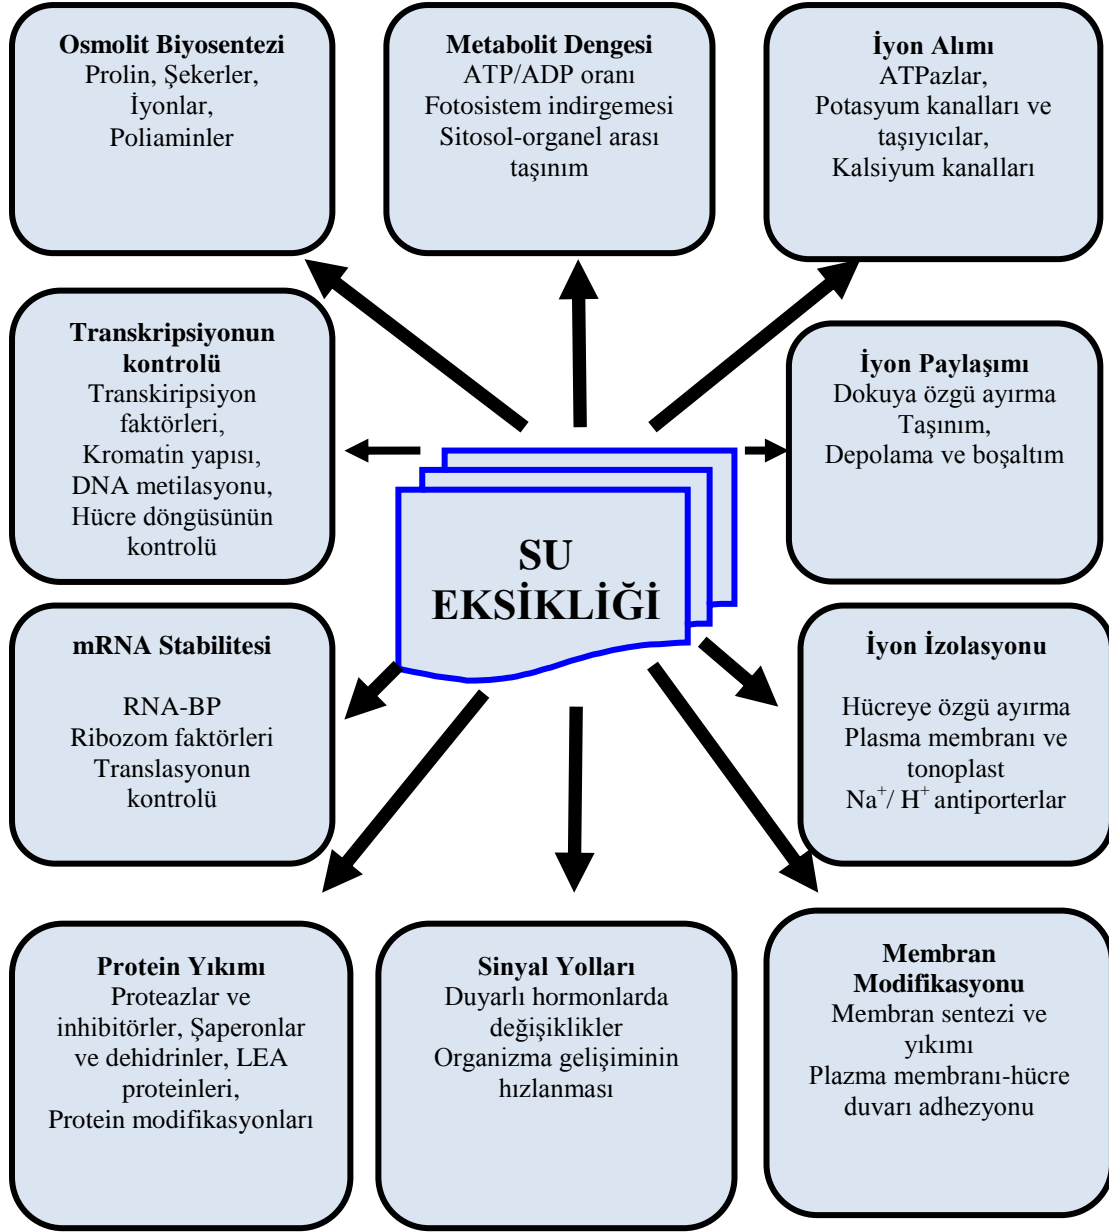 Osmolit Biyosentezi
Prolin, Şekerler,
İyonlar,
Poliaminler
Metabolit Dengesi
ATP/ADP oranı
Fotosistem indirgemesi
Sitosol-organel arası
taşınım
İyon Alımı
ATPazlar,
Potasyum kanalları ve
taşıyıcılar,
Kalsiyum kanalları
Transkripsiyonun
kontrolü
Transkiripsiyon
faktörleri,
Kromatin yapısı,
DNA metilasyonu,
Hücre döngüsünün
kontrolü
İyon Paylaşımı
Dokuya özgü ayırma
Taşınım,
Depolama ve boşaltım
SU
EKSİKLİĞİ
mRNA Stabilitesi
RNA-BP
Ribozom faktörleri
Translasyonun
kontrolü
İyon İzolasyonu
Hücreye özgü ayırma
Plasma membranı ve
tonoplast
Na⁺/ H⁺ antiporterlar
Protein Yıkımı
Proteazlar ve
inhibitörler, Şaperonlar
ve dehidrinler, LEA
proteinleri,
Protein modifikasyonları
Sinyal Yolları
Duyarlı hormonlarda
değişiklikler
Organizma gelişiminin
hızlanması
Membran
Modifikasyonu
Membran sentezi ve
yıkımı
Plazma membranı-hücre
duvarı adhezyonu